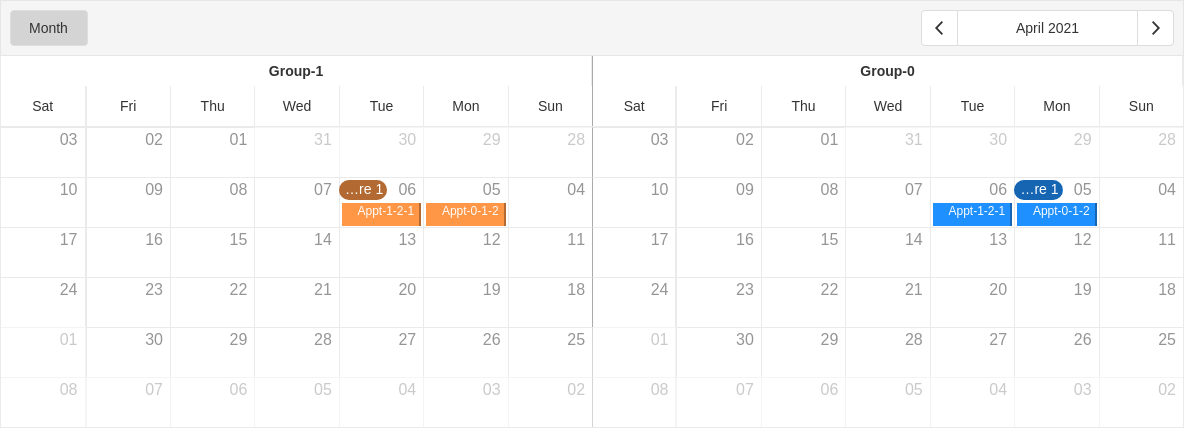 Month April 2021
Group-1 Group-0
Sat Fri Thu Wed Tue Mon Sun Sat Fri Thu Wed Tue Mon Sun
03 02 01 31 30 29 28 03 02 01 31 30 29 28
10 09 08 07 ...re 1 06 05 04 10 09 08 07 06 ...re 1 05 04
Appt-1-2-1 Appt-0-1-2 Appt-1-2-1 Appt-0-1-2
17 16 15 14 13 12 11 17 16 15 14 13 12 11
24 23 22 21 20 19 18 24 23 22 21 20 19 18
01 30 29 28 27 26 25 01 30 29 28 27 26 25
08 07 06 05 04 03 02 08 07 06 05 04 03 02